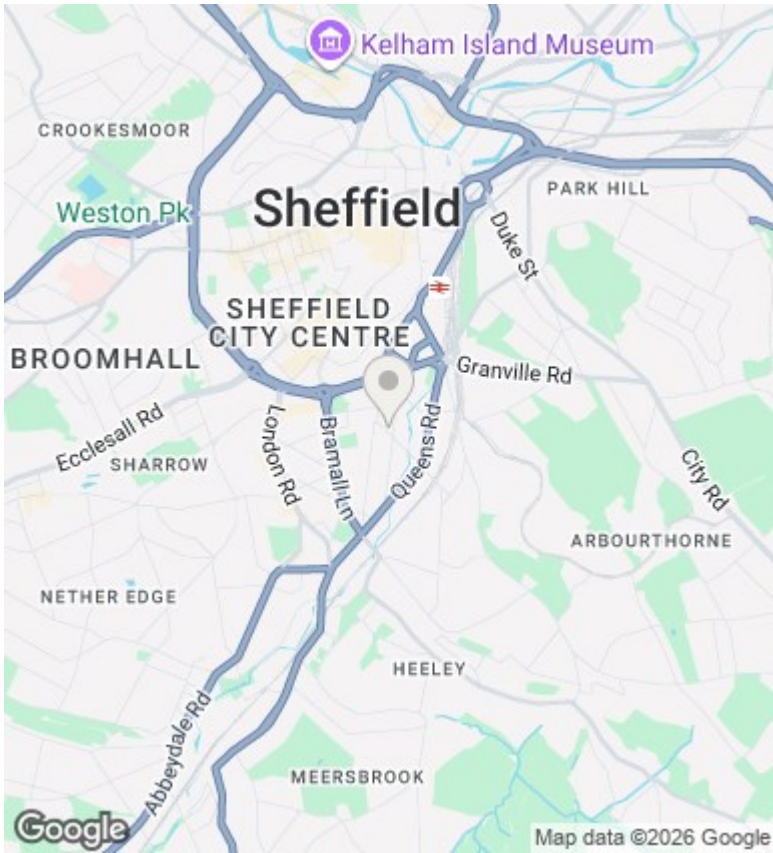 Kelham Island Museum
CROOKESMOOR
PARK HILL
Weston Pk
Sheffield
Duke St
SHEFFIELD
CITY CENTRE
BROOMHALL
Granville Rd
Ecclesall Rd
London Rd
Bramall Ln
Queens Rd
City Rd
SHARROW
ARBOURTHORNE
NETHER EDGE
HEELEY
Abbeydale Rd
MEERSBROOK
Google
Map data ©2026 Google